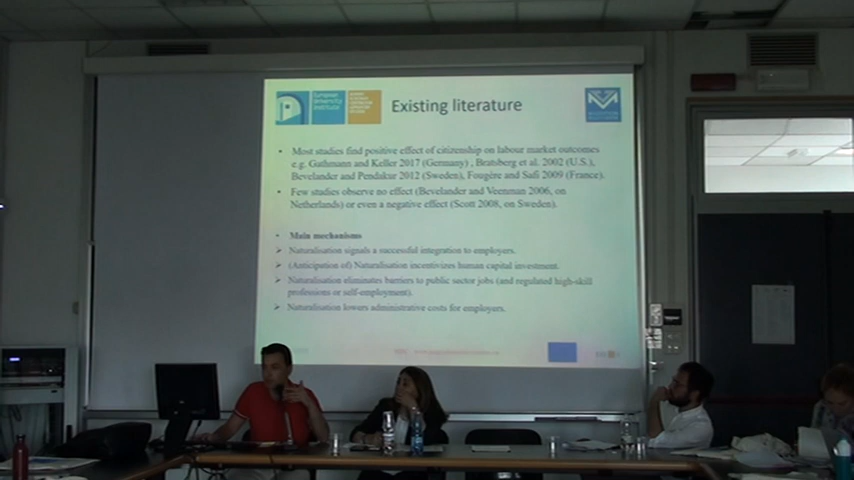 European
University
Institute
Existing literature
• Most studies find positive effect of citizenship on labour market outcomes
e.g. Gathmann and Keller 2017 (Germany) , Bratsberg et al. 2002 (U.S.),
Bevelander and Pendakur 2012 (Sweden), Fougère and Safi 2009 (France).
• Few studies observe no effect (Bevelander and Veenman 2006, on
Netherlands) or even a negative effect (Scott 2008, on Sweden).
• Main mechanisms
➢ Naturalisation signals a successful integration to employers.
➢ (Anticipation of) Naturalisation incentivizes human capital investment.
➢ Naturalisation eliminates barriers to public sector jobs (and regulated high-skill
professions or self-employment).
➢ Naturalisation lowers administrative costs for employers.